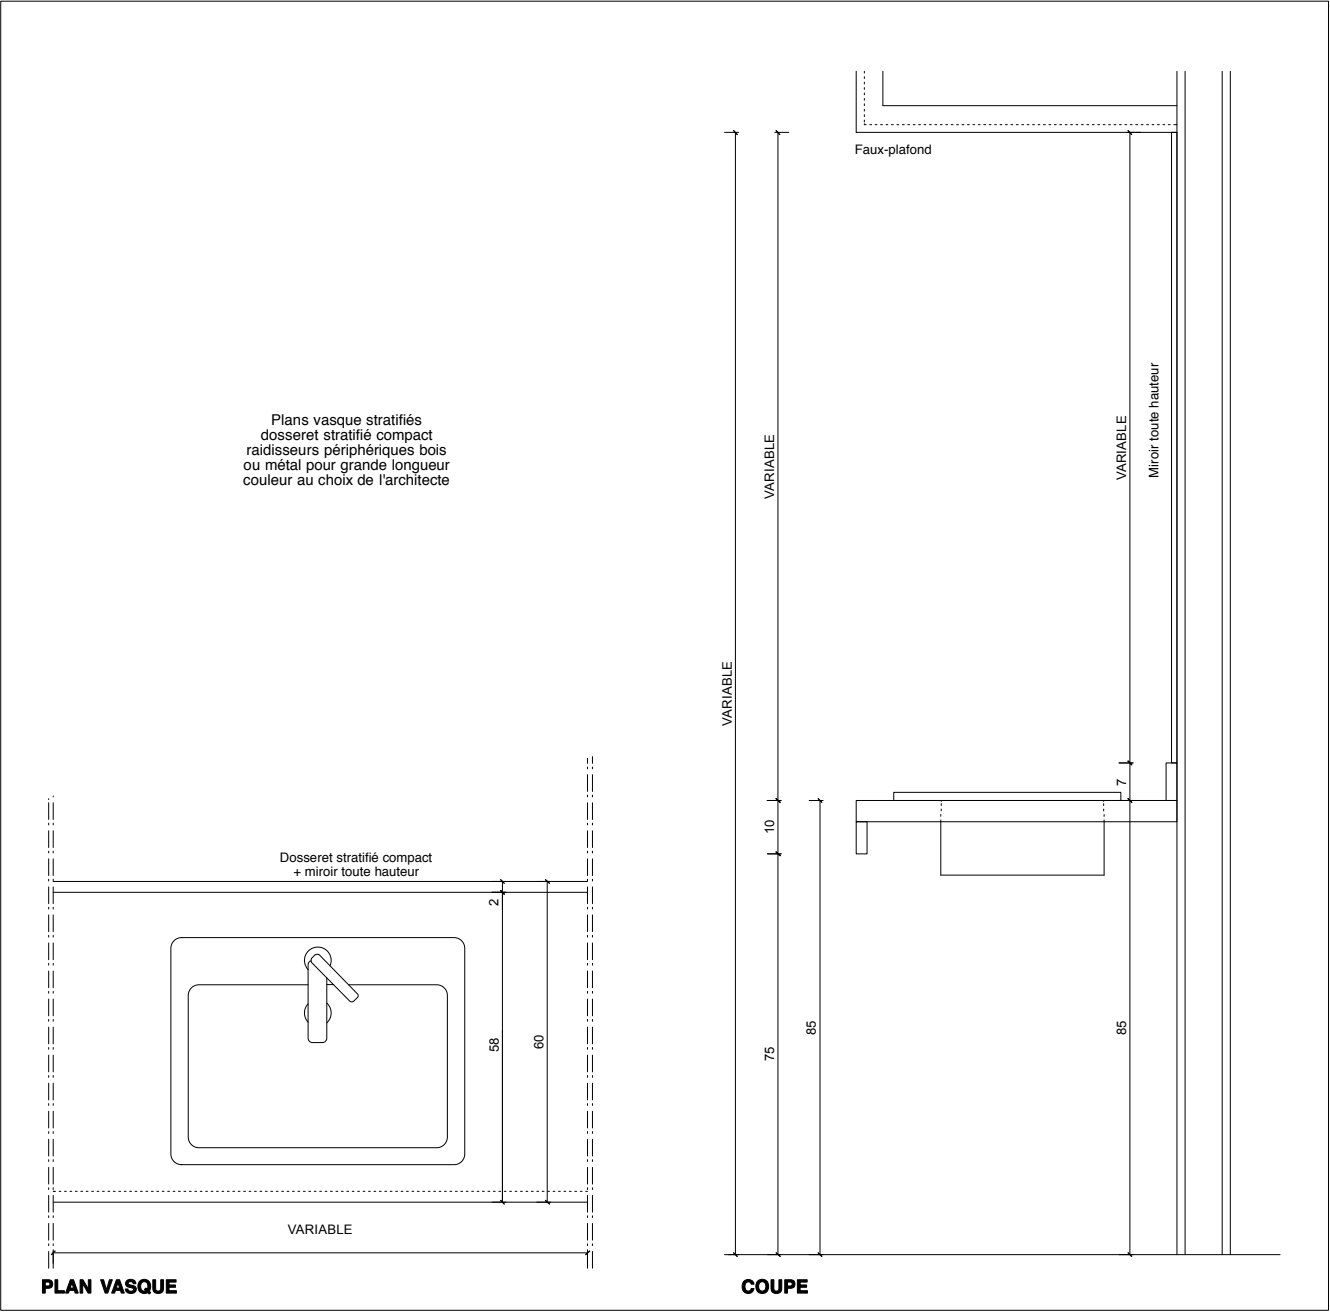 Faux-plafond
VARIABLE
VARIABLE
VARIABLE
Miroir toute hauteur
Plans vasque stratifiés
dosseret stratifié compact
raidisseurs périphériques bois
ou métal pour grande longueur
couleur au choix de l'architecte
7
10
85
75
85
Dosseret stratifié compact
+ miroir toute hauteur
2
58
60
VARIABLE
PLAN VASQUE
COUPE